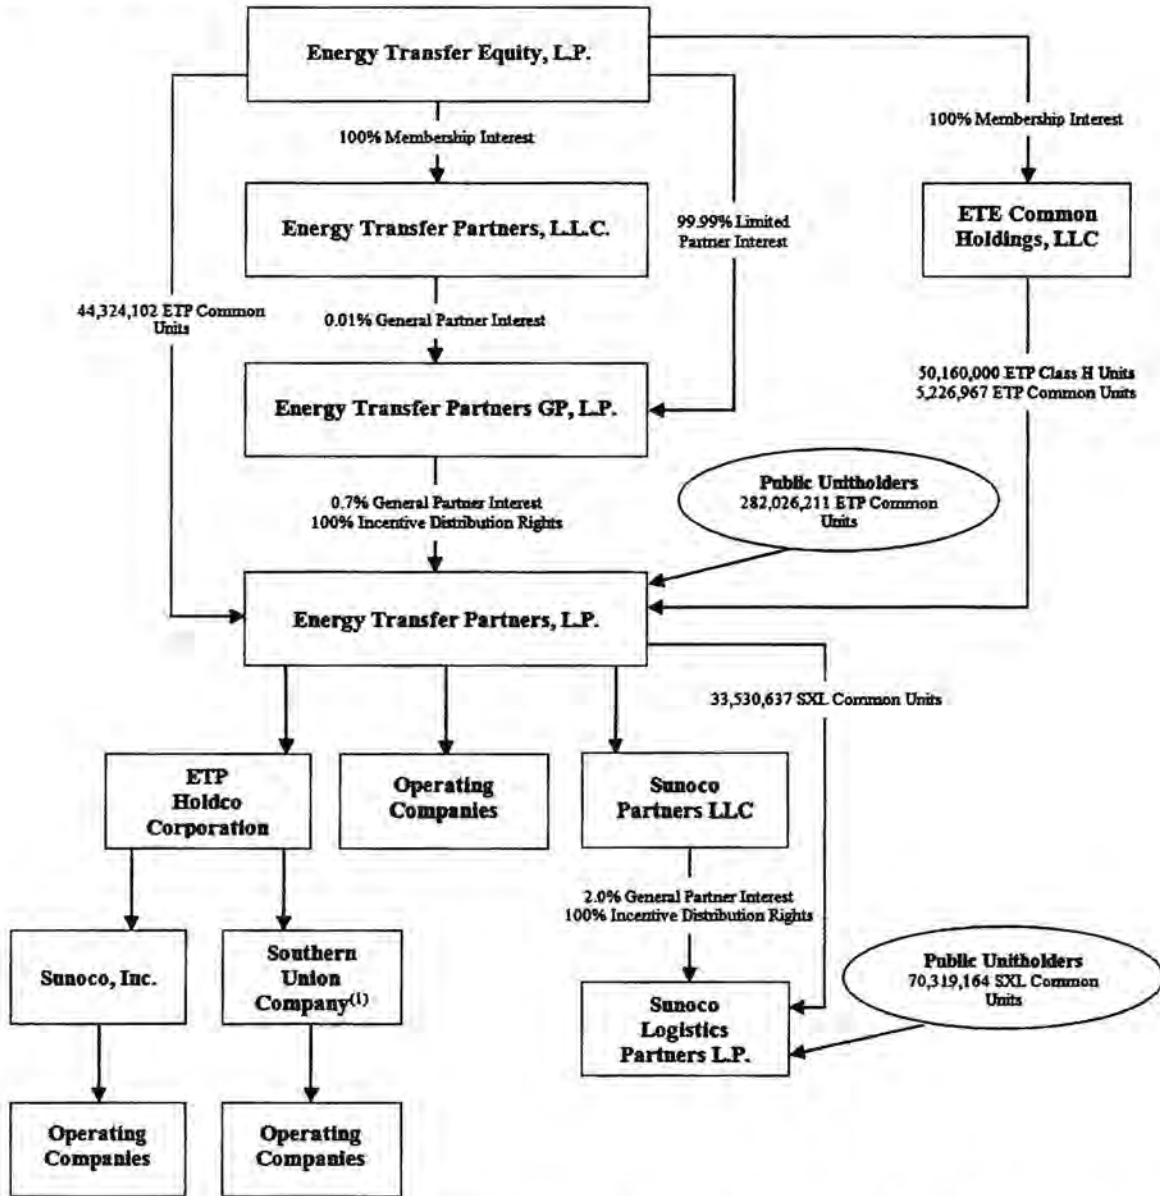 Energy Transfer Equity, L.P.
100% Membership Interest
100% Membership Interest
Energy Transfer Partners, L.L.C.
99.99% Limited
Partner Interest
ETE Common
Holdings, LLC
44,324,102 ETP Common
Units
0.01% General Partner Interest
50,160,000 ETP Class H Units
5,226,967 ETP Common Units
Energy Transfer Partners GP, L.P.
Public Unitholders
282,026,211 ETP Common
Units
0.7% General Partner Interest
100% Incentive Distribution Rights
Energy Transfer Partners, L.P.
33,530,637 SXL Common Units
ETP
Holdco
Corporation
Operating
Companies
Sunoco
Partners LLC
2.0% General Partner Interest
100% Incentive Distribution Rights
Sunoco, Inc.
Southern
Union
Company(1)
Public Unitholders
70,319,164 SXL Common
Units
Sunoco
Logistics
Partners L.P.
Operating
Companies
Operating
Companies